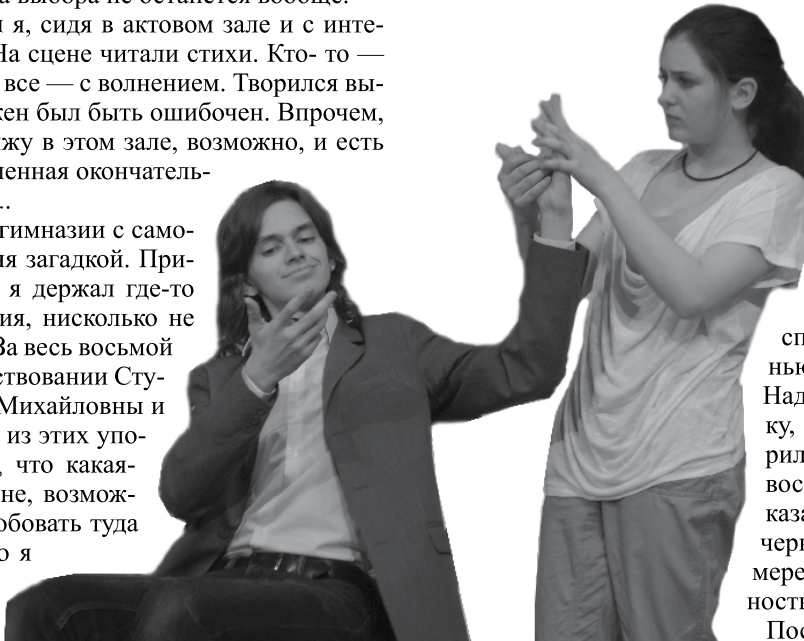 выбора не останется вообще.
я, сидя в актовом зале и с инте-
На сцене читали стихи. Кто- то —
все — с волнением. Творился вы-
жен был быть ошибочен. Впрочем,
жу в этом зале, возможно, и есть
ленная окончатель-
..
гимназии с само-
ня загадкой. При-
я держал где-то
ия, нисколько не
За весь восьмой
ствовании Сту-
Михайловны и
из этих упо-
, что какая-
не, возмож-
обовать туда
о я
сп
нью
Над
ку,
рил
вос
каза
черн
мере
ность
Пос